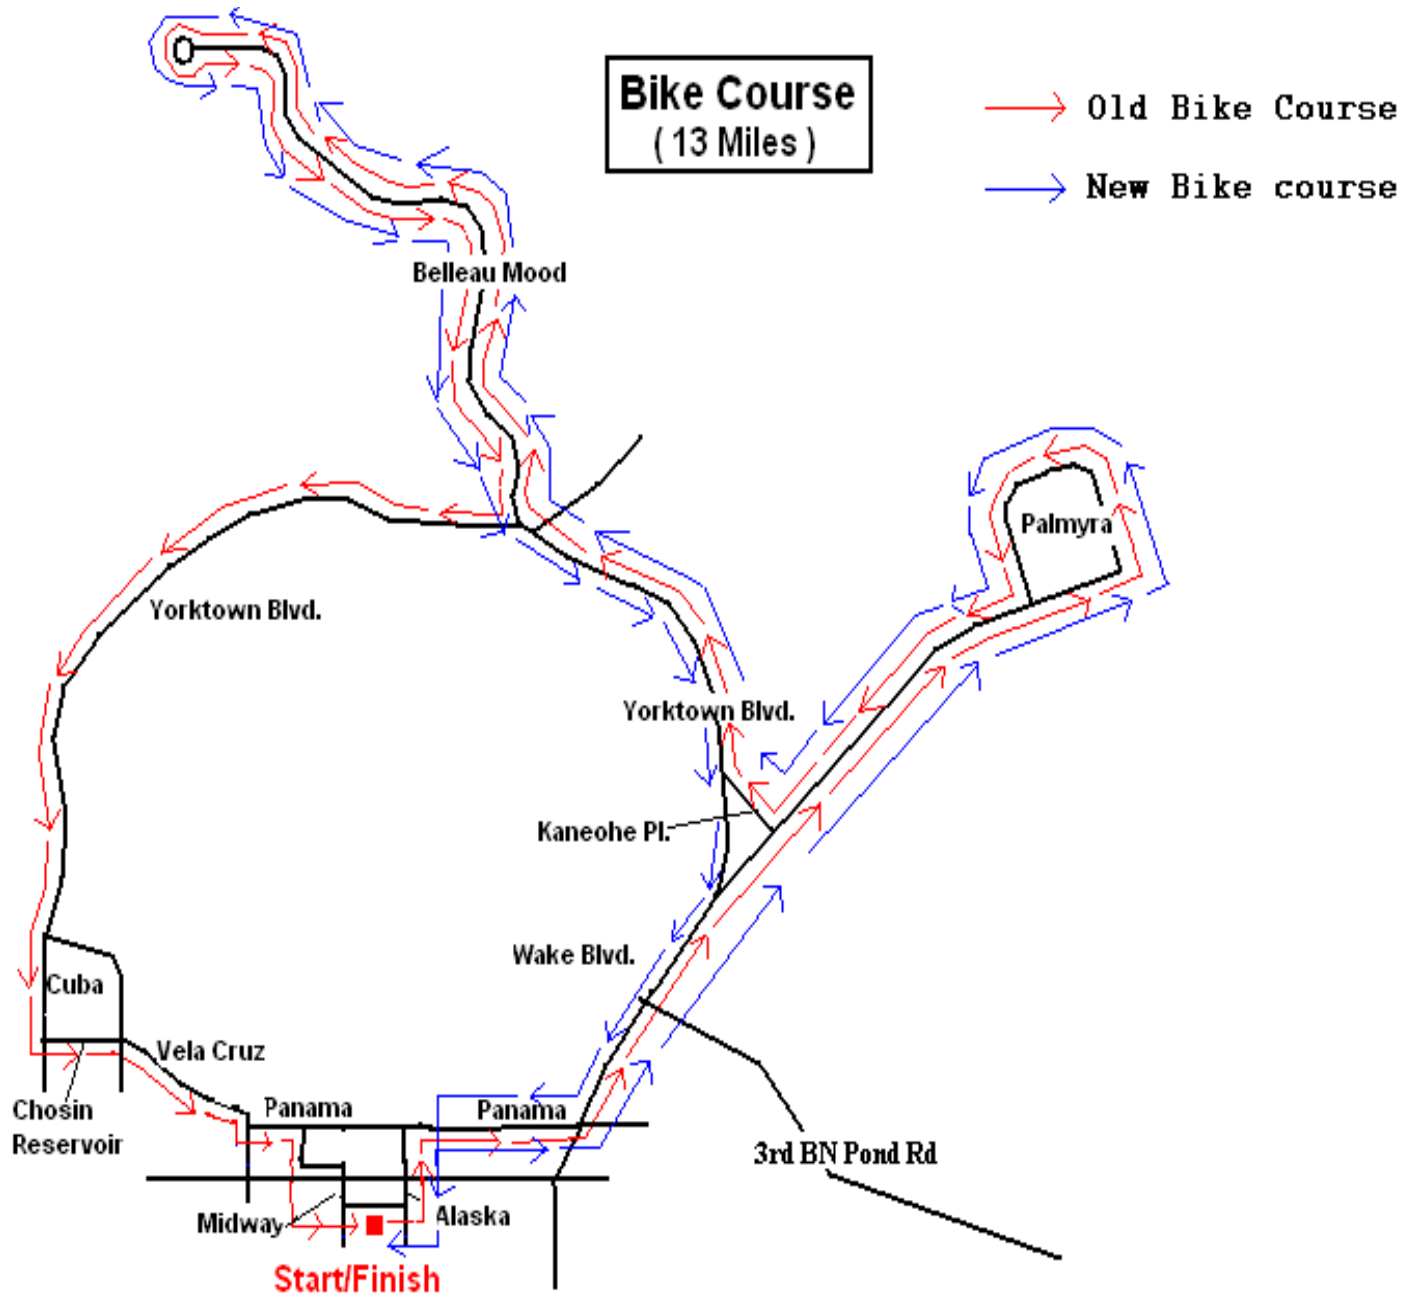 Bike Course
( 13 Miles )
Old Bike Course
New Bike course
Belleau Mood
Palmyra
Yorktown Blvd.
Yorktown Blvd.
Kaneohe Pl.
Wake Blvd.
Cuba
Vela Cruz
Chosin
Reservoir
Panama
Panama
3rd BN Pond Rd
Midway
Alaska
Start/Finish